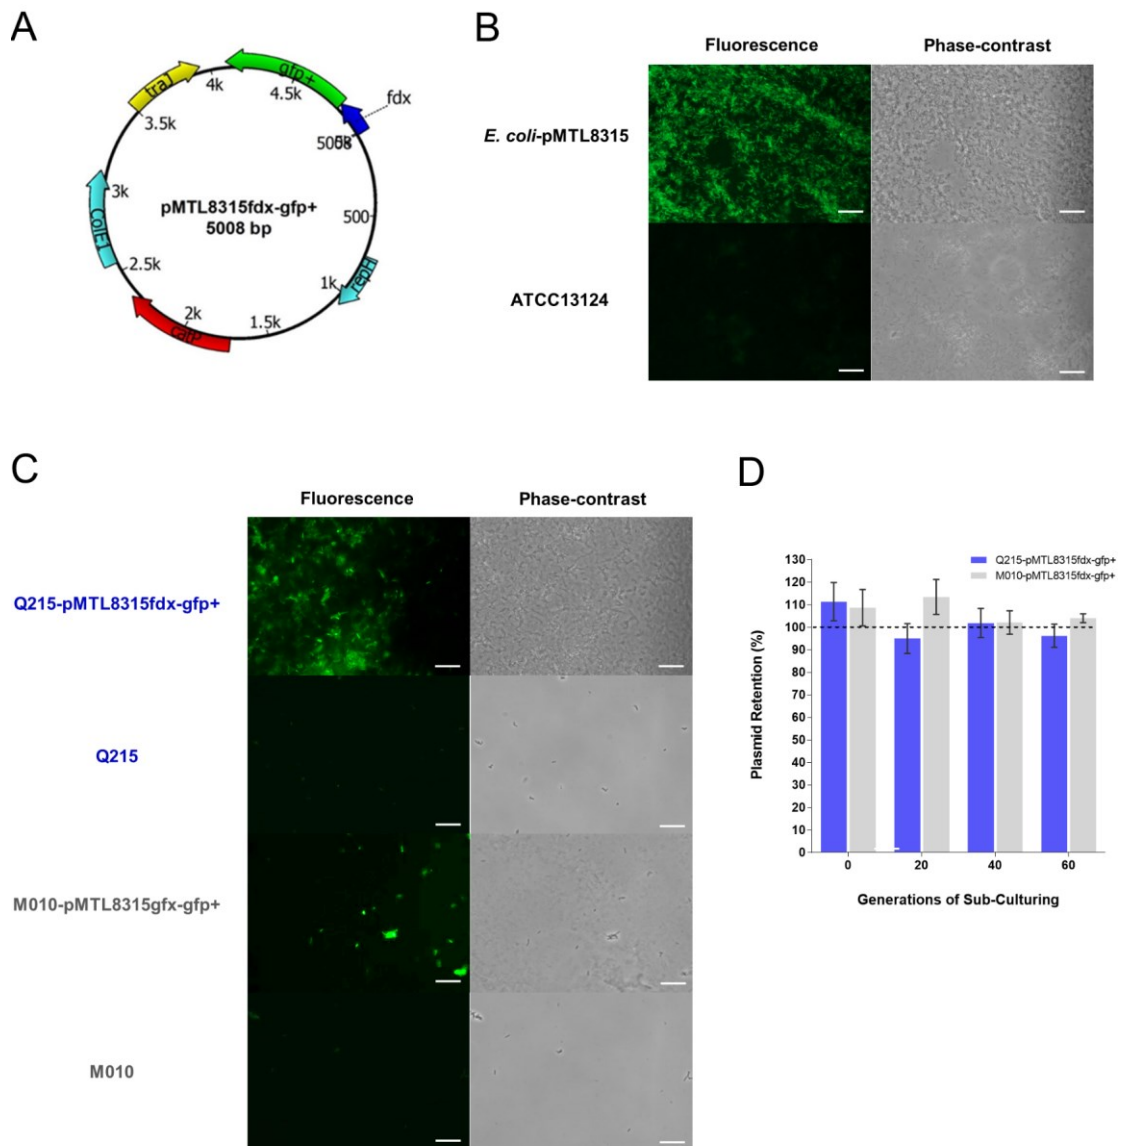 A
traJ
4k
gfp+
4.5k
fdx
3.5k
5008
3k
ColE1
pMTL8315fdx-gfp+
5008 bp
500
2.5k
repH
1k
2k
catP
1.5k
B
Fluorescence
Phase-contrast
E. coli-pMTL8315
ATCC13124
C
Fluorescence
Phase-contrast
Q215-pMTL8315fdx-gfp+
Q215
M010-pMTL8315gfx-gfp+
M010
D
Q215-pMTL8315fdx-gfp+
M010-pMTL8315fdx-gfp+
130
120
110
100
90
80
70
60
50
40
30
20
10
0
Plasmid Retention (%)
0 20 40 60
Generations of Sub-Culturing